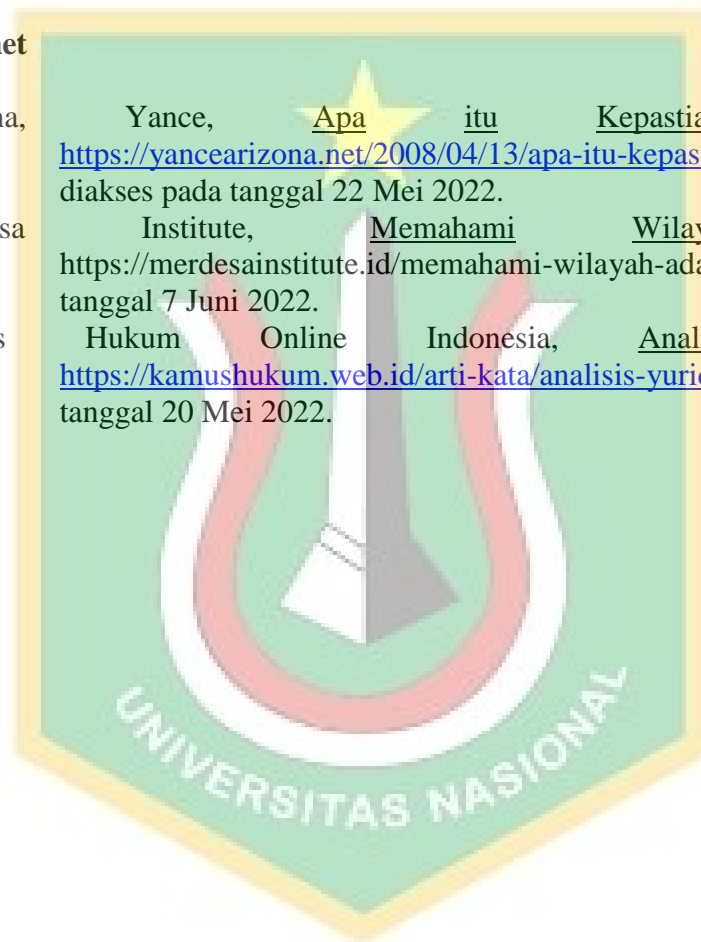 net
na, Yance, Apa itu Kepastia
https://yancearizona.net/2008/04/13/apa-itu-kepas
diakses pada tanggal 22 Mei 2022.
sa Institute, Memahami Wilay
https://merdesainstitute.id/memahami-wilayah-ada
tanggal 7 Juni 2022.
s Hukum Online Indonesia, Anali
https://kamushukum.web.id/arti-kata/analisis-yurid
tanggal 20 Mei 2022.
UNIVERSITAS NASIONAL